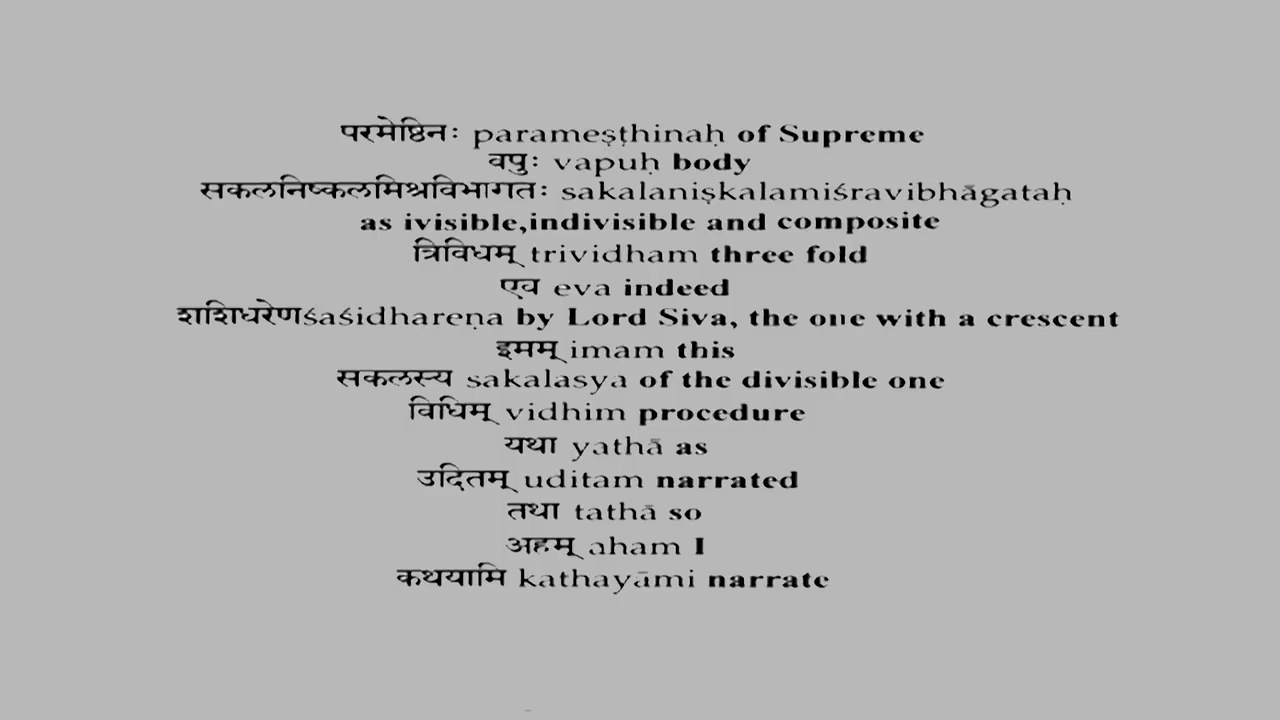 परमेष्ठिनः parameṣṭhinaḥ of Supreme
वपुः vapuḥ body
सकलनिष्कलमिश्रविभागतः sakalaniṣkalamiśravibhāgataḥ
as ivisible,indivisible and composite
त्रिविधम् trividham three fold
एव eva indeed
शशिधरेणśaśidhareṇa by Lord Siva, the one with a crescent
इमम् imam this
सकलस्य sakalasya of the divisible one
विधिम् vidhim procedure
यथा yathā as
उदितम् uditam narrated
तथा tathā so
अहम् aham I
कथयामि kathayāmi narrate